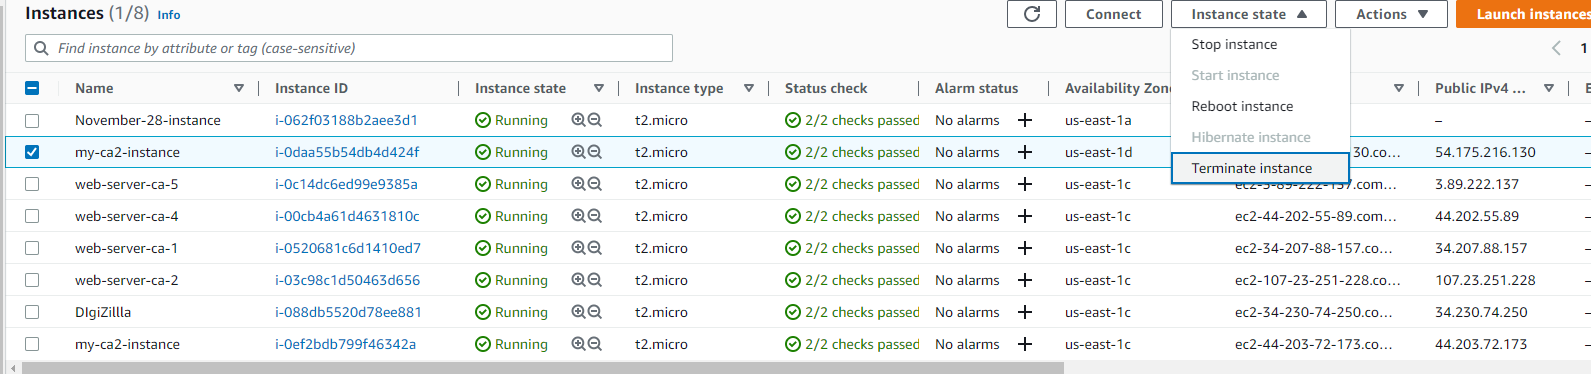 Instances (1/8) Info Connect Instance state Actions Launch instances
Find instance by attribute or tag (case-sensitive) 1
Stop instance
Start instance
Reboot instance
Hibernate instance
Terminate instance
Name Instance ID Instance state Instance type Status check Alarm status Availability Zone Public IPv4 ...
November-28-instance i-062f03188b2aee3d1 Running t2.micro 2/2 checks passed No alarms + us-east-1a –
my-ca2-instance i-0daa55b54db4d424f Running t2.micro 2/2 checks passed No alarms + us-east-1d 30.co... 54.175.216.130
web-server-ca-5 i-0c14dc6ed99e9385a Running t2.micro 2/2 checks passed No alarms + us-east-1c ec2-3-89-222-137.com... 3.89.222.137
web-server-ca-4 i-00cb4a61d4631810c Running t2.micro 2/2 checks passed No alarms + us-east-1c ec2-44-202-55-89.com... 44.202.55.89
web-server-ca-1 i-0520681c6d1410ed7 Running t2.micro 2/2 checks passed No alarms + us-east-1c ec2-34-207-88-157.co... 34.207.88.157
web-server-ca-2 i-03c98c1d50463d656 Running t2.micro 2/2 checks passed No alarms + us-east-1c ec2-107-23-251-228.com... 107.23.251.228
DIgiZillla i-088db5520d78ee881 Running t2.micro 2/2 checks passed No alarms + us-east-1c ec2-34-230-74-250.co... 34.230.74.250
my-ca2-instance i-0ef2bdb799f46342a Running t2.micro 2/2 checks passed No alarms + us-east-1c ec2-44-203-72-173.co... 44.203.72.173